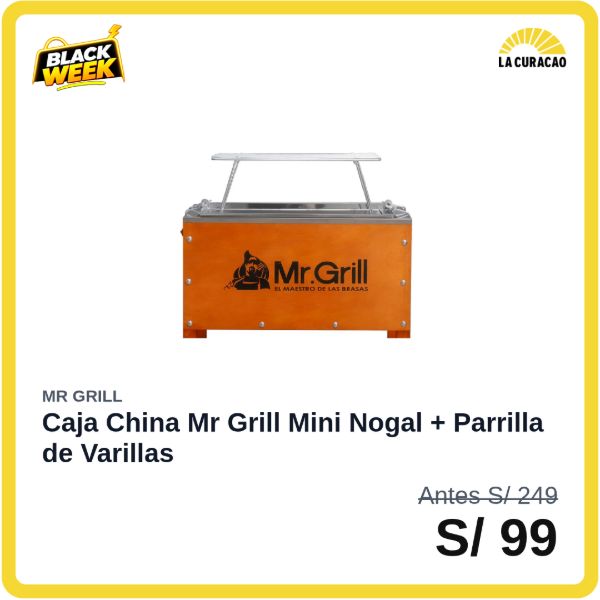 BLACK
WEEK
LA CURACAO
Mr.Grill
EL MAESTRO DE LAS BRASAS
MR GRILL
Caja China Mr Grill Mini Nogal + Parrilla
de Varillas
Antes S/ 249
S/ 99